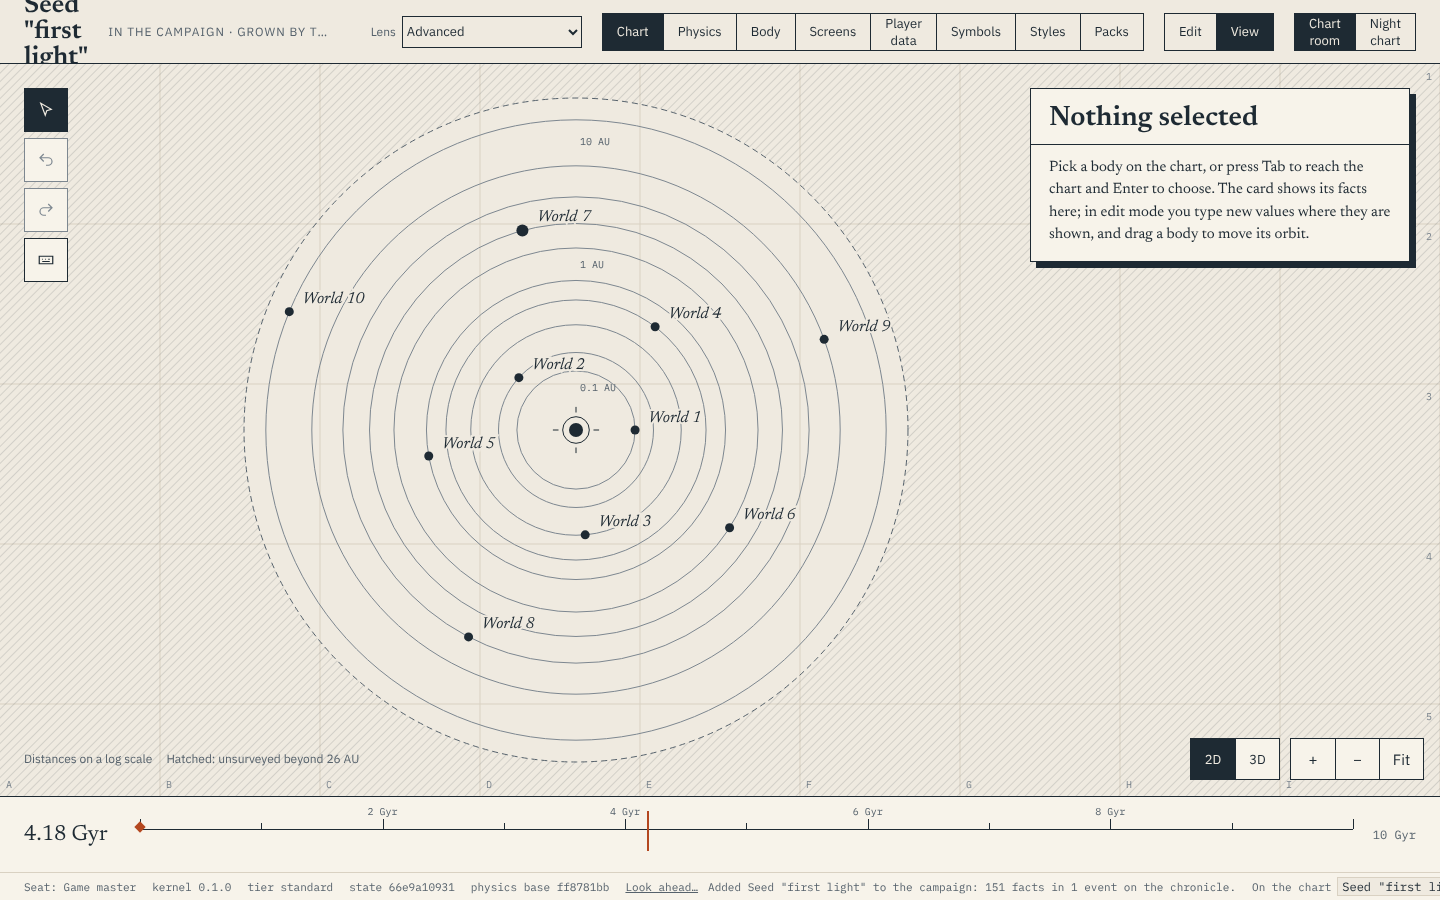 Seed
"first
light"
IN THE CAMPAIGN · GROWN BY T…
Lens
Advanced
Chart
Physics
Body
Screens
Player
data
Symbols
Styles
Packs
Edit
View
Chart
room
Night
chart
Nothing selected
Pick a body on the chart, or press Tab to reach the
chart and Enter to choose. The card shows its facts
here; in edit mode you type new values where they are
shown, and drag a body to move its orbit.
1
2
3
4
5
10 AU
World 7
1 AU
World 10
World 4
World 9
World 2
0.1 AU
World 1
World 5
World 3
World 6
World 8
Distances on a log scale
Hatched: unsurveyed beyond 26 AU
2D
3D
+
−
Fit
A
B
C
D
E
F
G
H
I
4.18 Gyr
2 Gyr
4 Gyr
6 Gyr
8 Gyr
10 Gyr
Seat: Game master
kernel 0.1.0
tier standard
state 66e9a10931
physics base ff8781bb
Look ahead…
Added Seed "first light" to the campaign: 151 facts in 1 event on the chronicle.
On the chart
Seed "first li